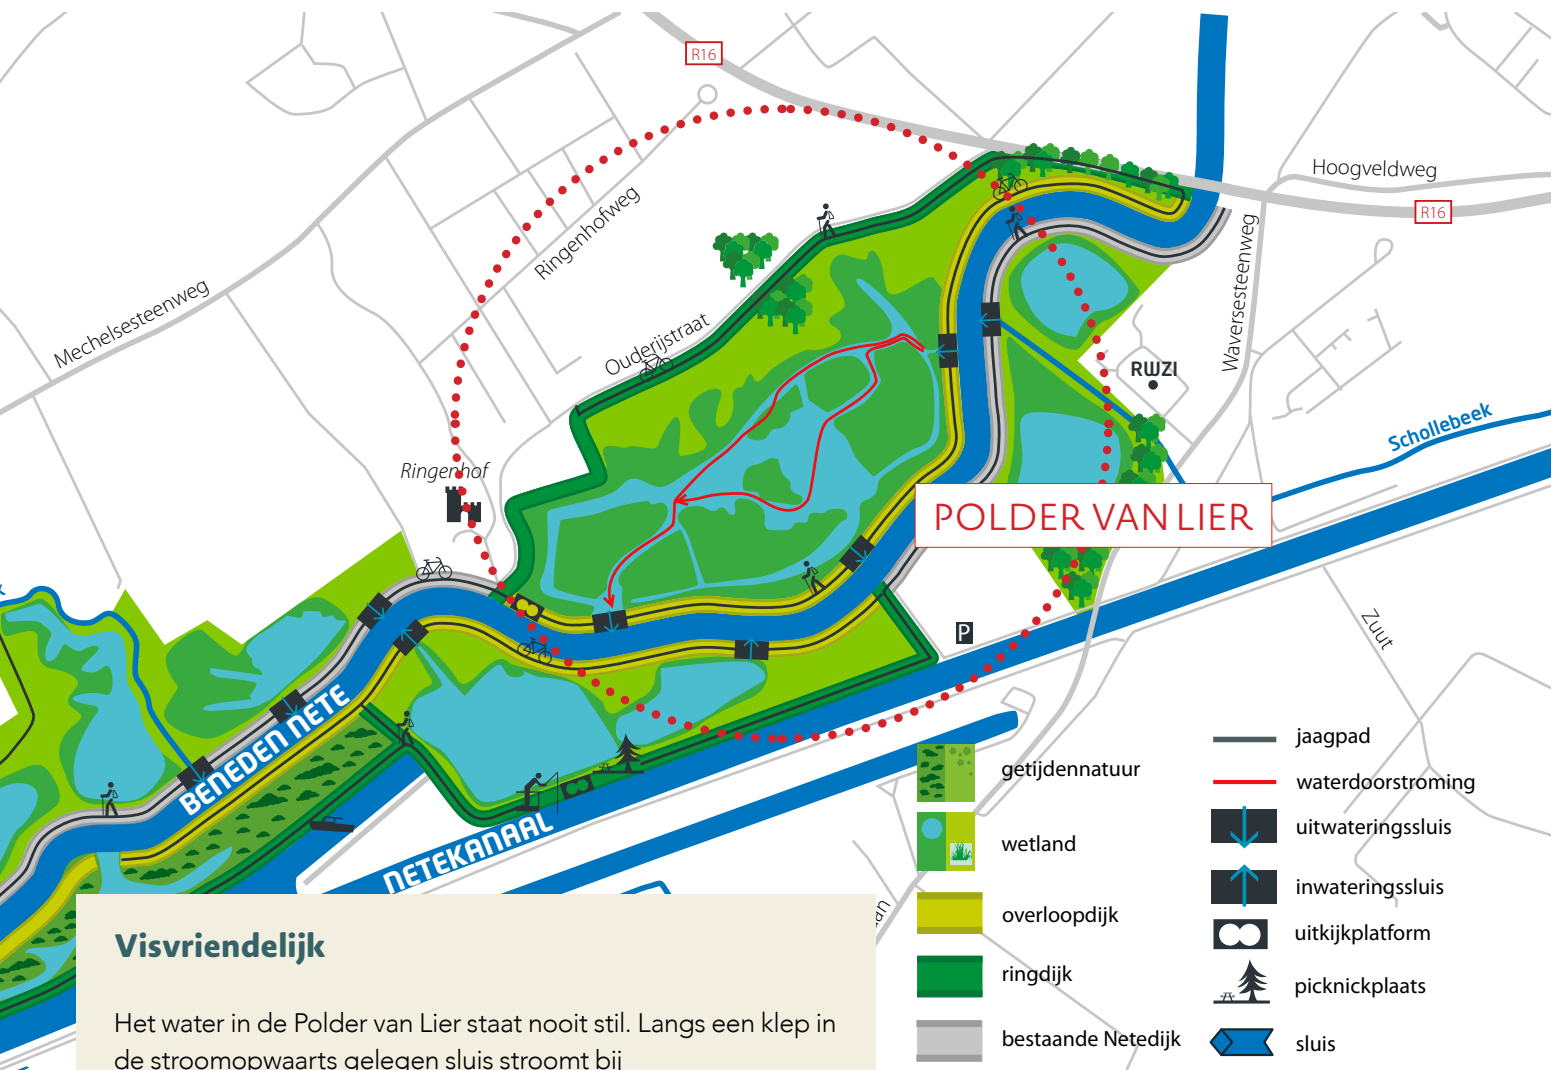 R16
Hoogveldweg
R16
Ringenhofweg
Waversesteenweg
Mechelsesteenweg
Ouderijstraat
RWZI
Schollebeek
Ringenhof
POLDER VAN LIER
P
Zuut
BENEDEN NETE
NETEKANAAL
getijdennatuur
wetland
overloopdijk
ringdijk
bestaande Netedijk
jaagpad
waterdoorstroming
uitwateringssluis
inwateringssluis
uitkijkplatform
picknickplaats
sluis
Visvriendelijk
Het water in de Polder van Lier staat nooit stil. Langs een klep in
de stroomopwaarts gelegen sluis stroomt bij